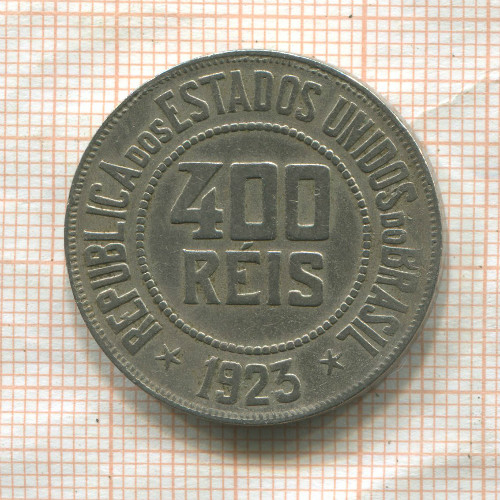 REPUBLICA DOS ESTADOS UNIDOS DO BRASIL
400
RÉIS
* 1923 *